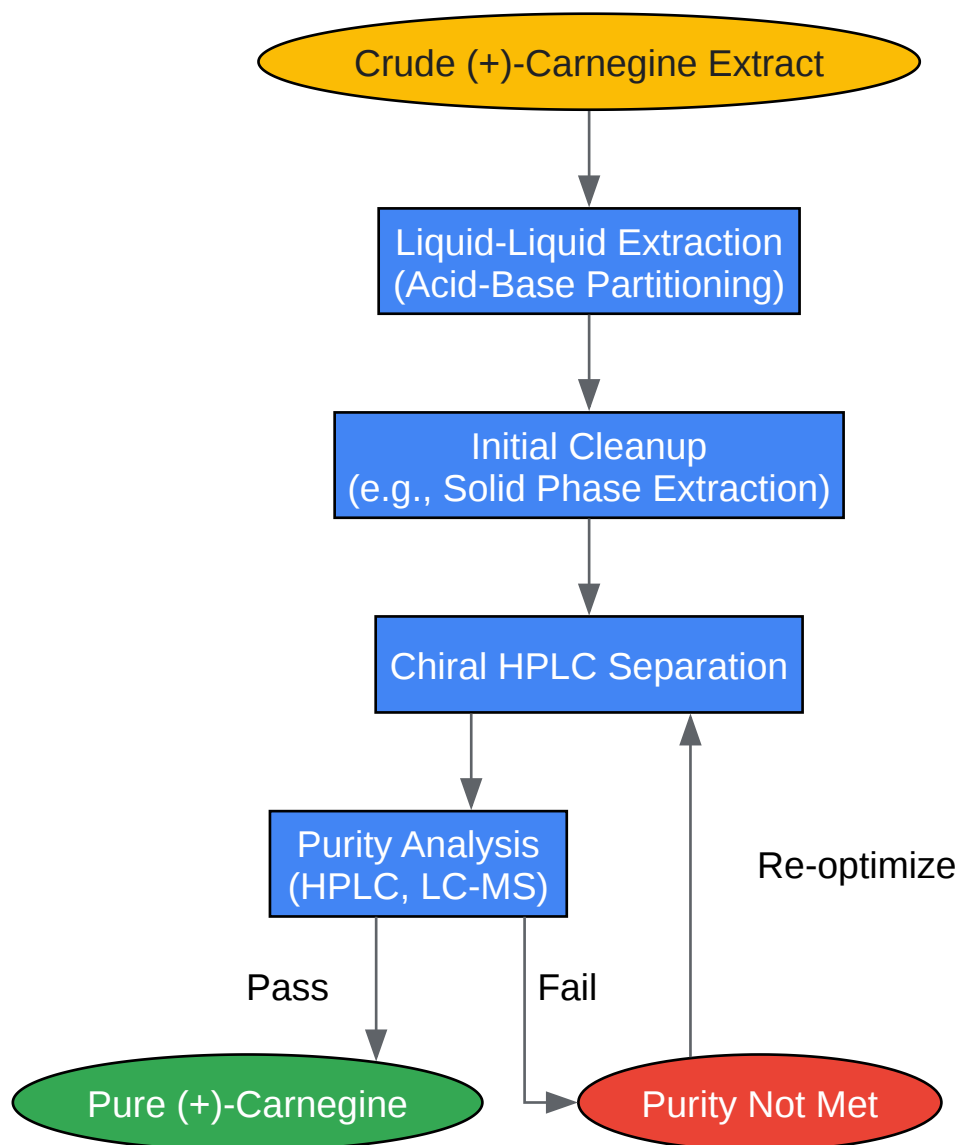 Crude (+)-Carnegine Extract
Liquid-Liquid Extraction
(Acid-Base Partitioning)
Initial Cleanup
(e.g., Solid Phase Extraction)
Chiral HPLC Separation
Purity Analysis
(HPLC, LC-MS)
Re-optimize
Pass
Fail
Pure (+)-Carnegine
Purity Not Met